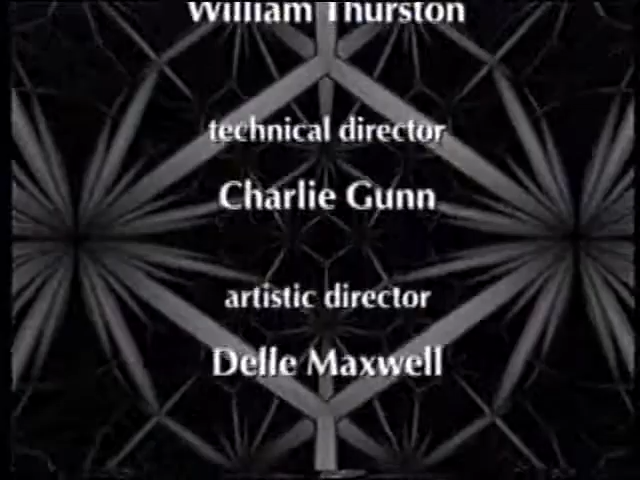 William Thurston
technical director
Charlie Gunn
artistic director
Delle Maxwell